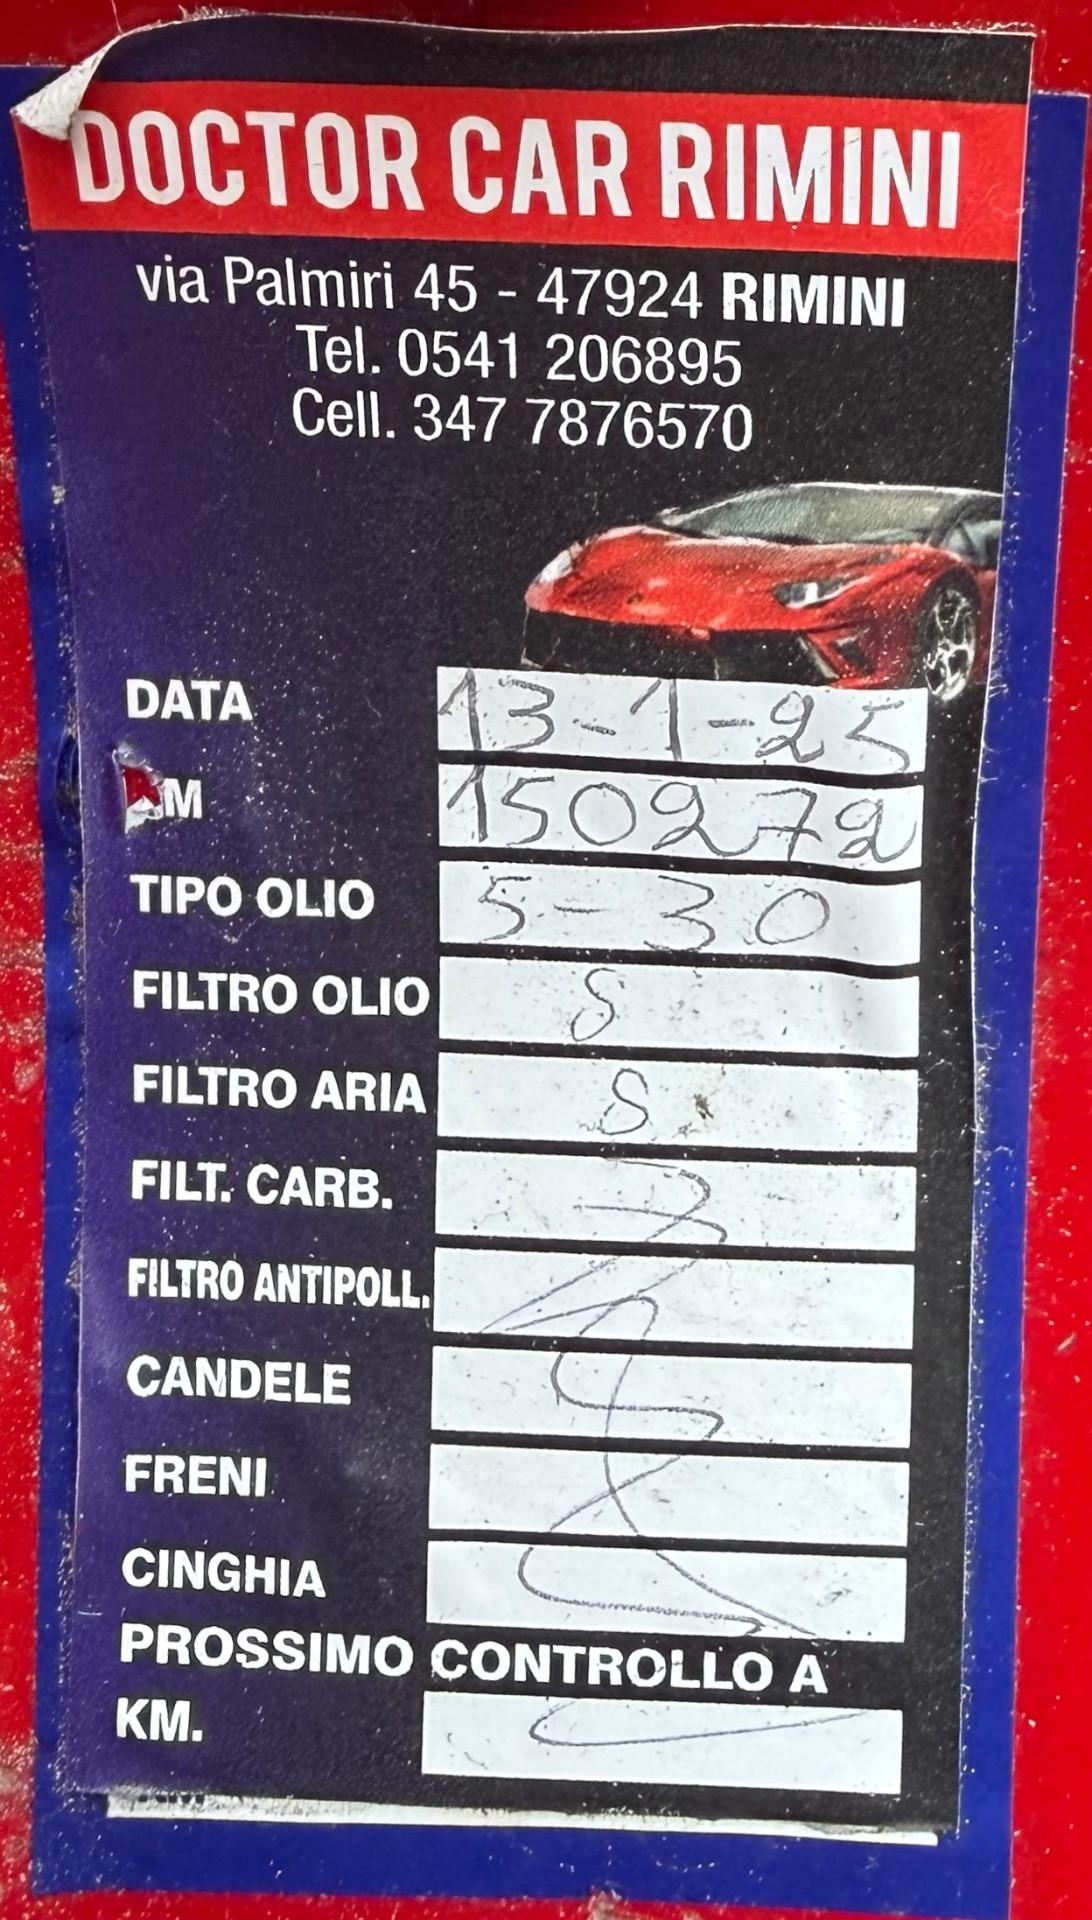 DOCTOR CAR RIMINI
via Palmiri 45 - 47924 RIMINI
Tel. 0541 206895
Cell. 347 7876570
DATA 13-1-25
KM 150272
TIPO OLIO 5-30
FILTRO OLIO S
FILTRO ARIA S
FILT. CARB.
FILTRO ANTIPOLL.
CANDELE
FRENI
CINGHIA
PROSSIMO CONTROLLO A
KM.